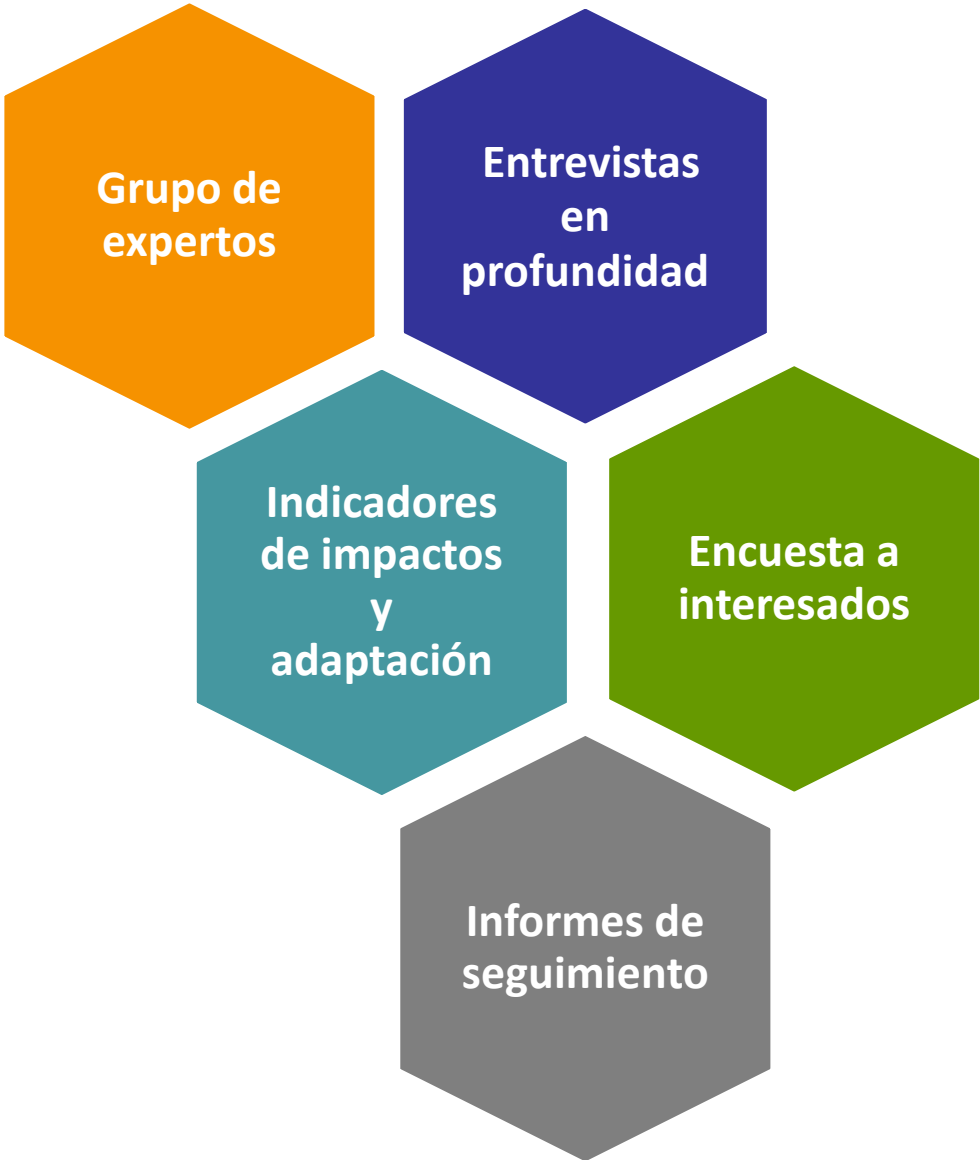 Grupo de
expertos
Entrevistas
en
profundidad
Indicadores
de impactos
y
adaptación
Encuesta a
interesados
Informes de
seguimiento